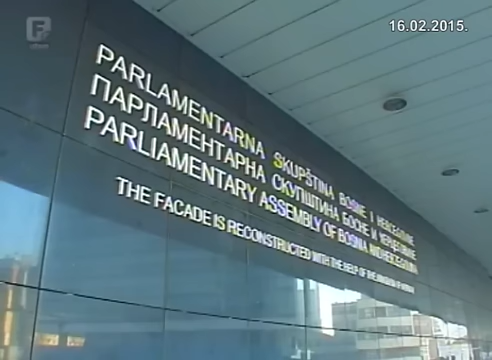 F
16.02.2015.
PARLAMENTARNA SKUPŠTINA BOSNE I HERCEGOVINE
ПАРЛАМЕНТАРНА СКУПШТИНА БОСНЕ И ХЕРЦЕГОВИНЕ
PARLIAMENTARY ASSEMBLY OF BOSNIA AND HERZEGOVINA
THE FACADE IS RECONSTRUCTED WITH THE HELP OF THE